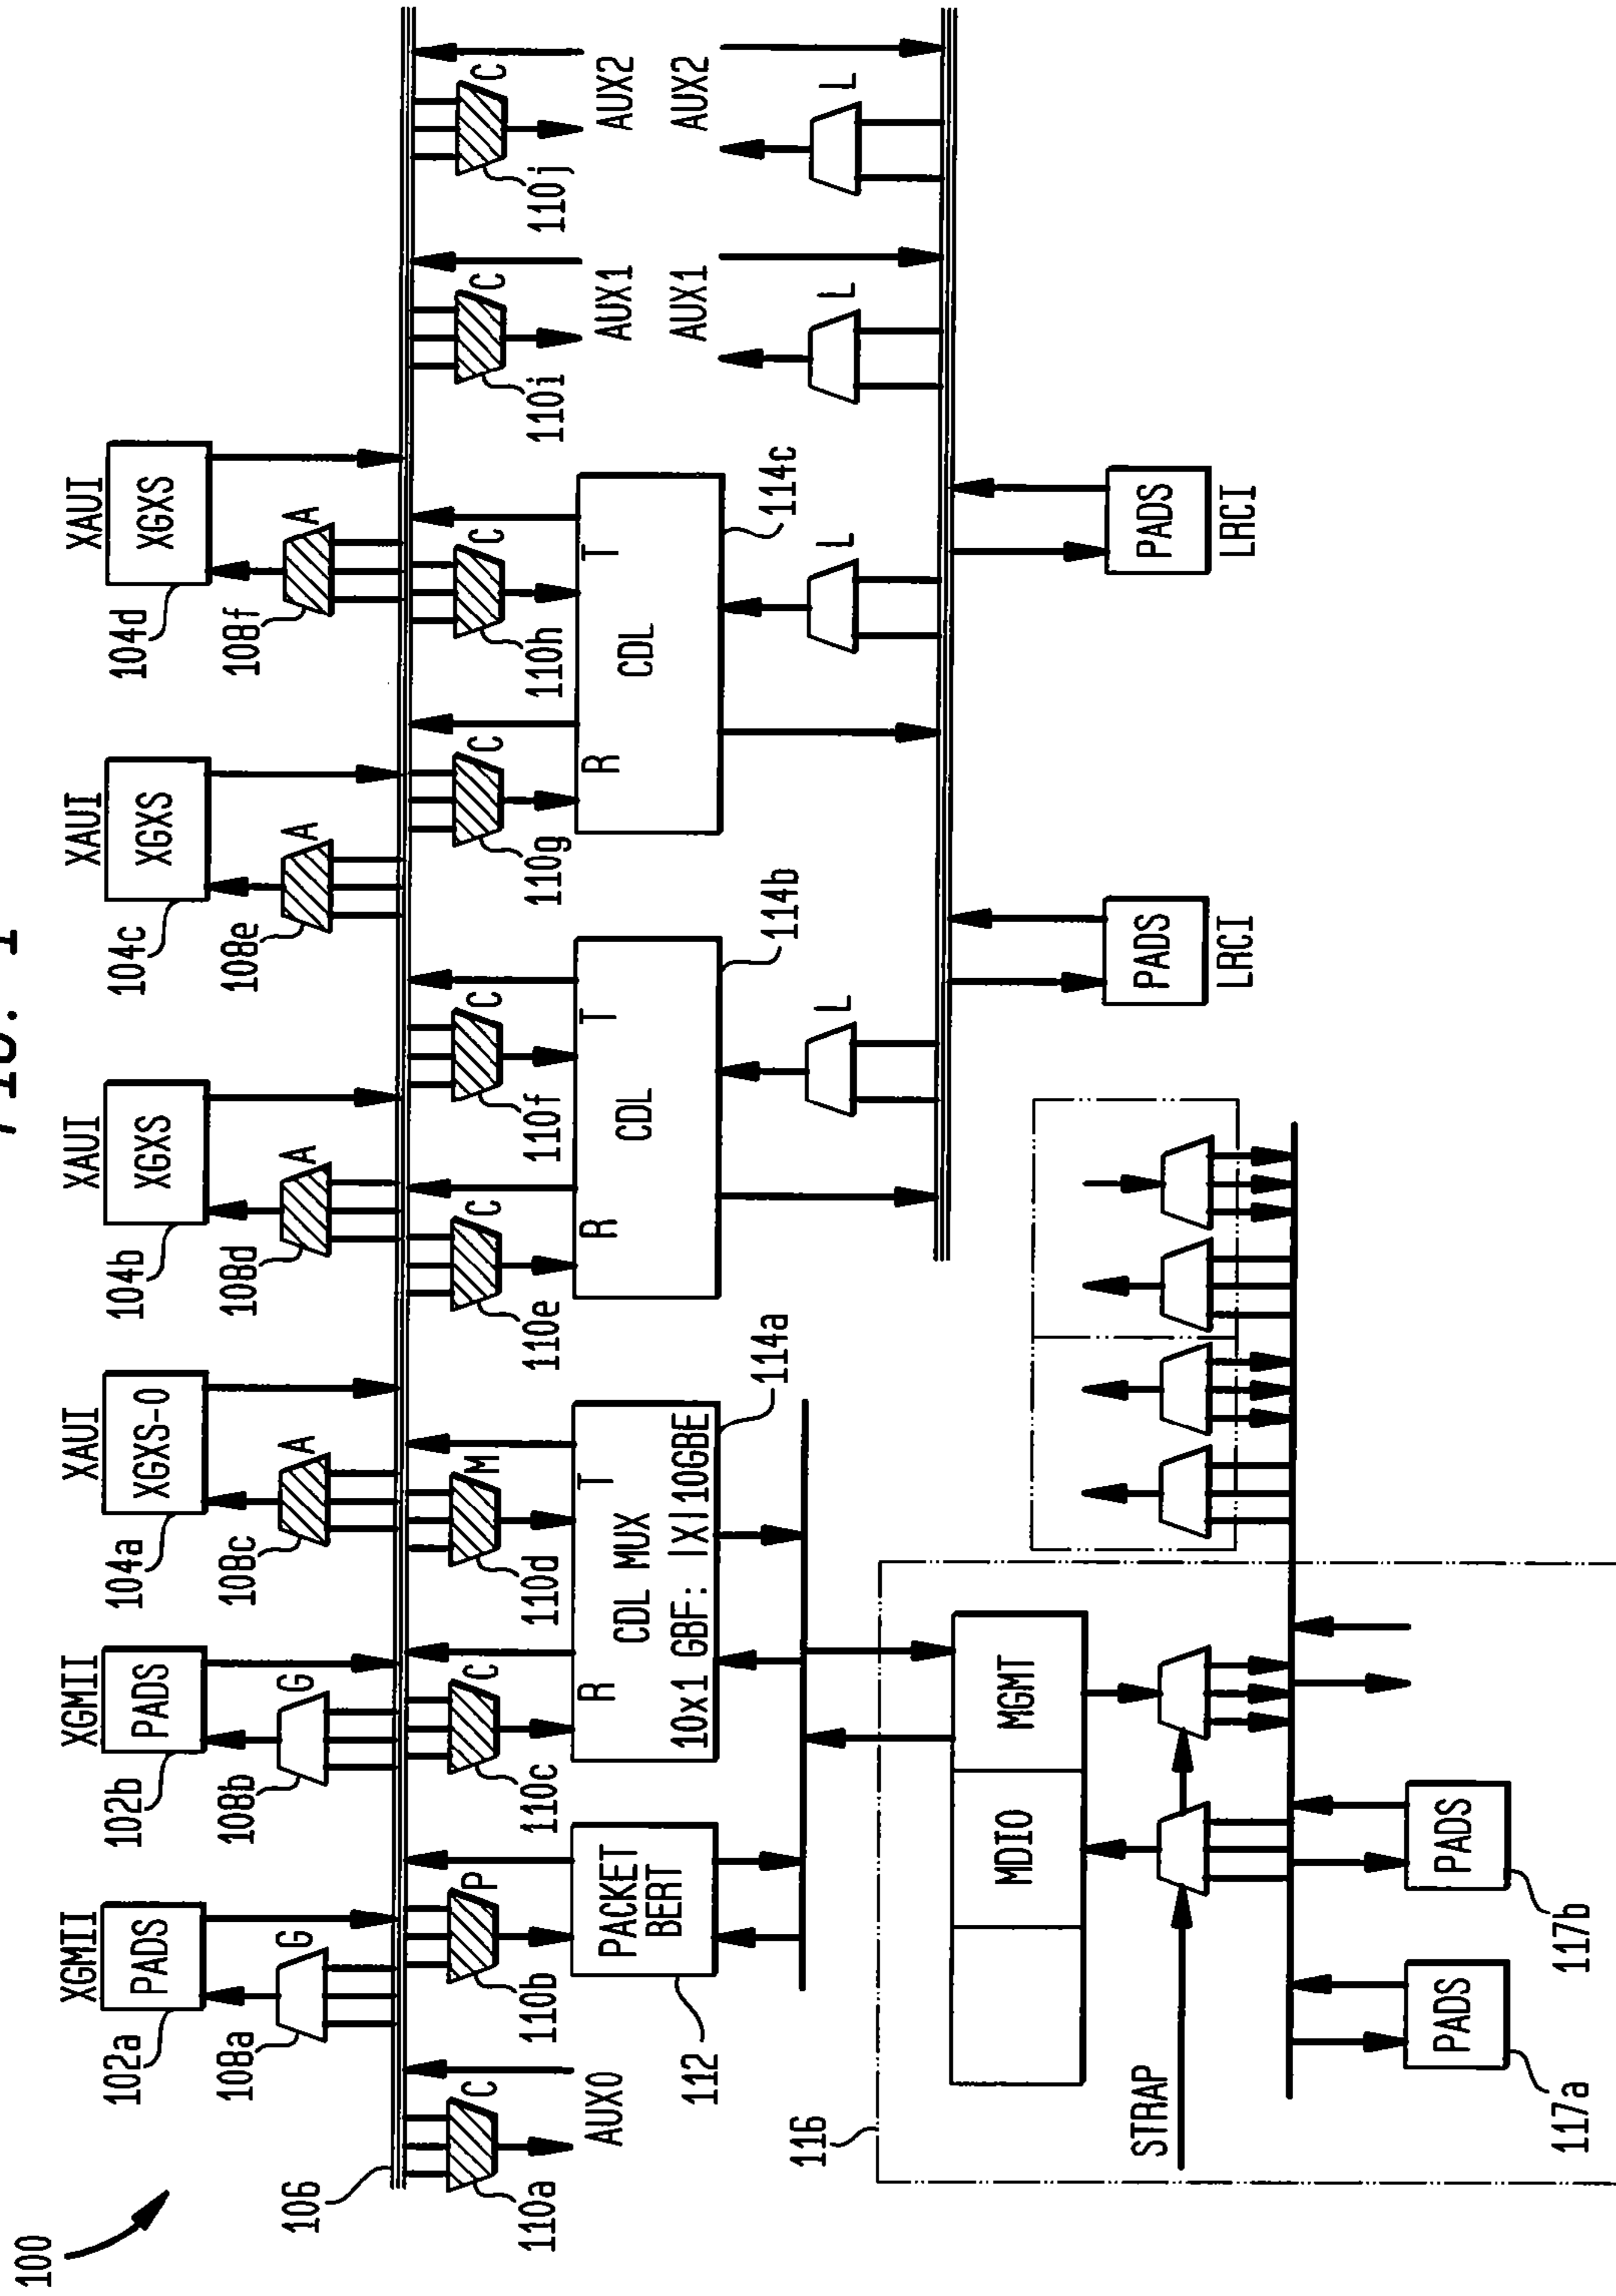 FIG. 1
100
XGMII
PADS
102a
XGMII
PADS
102b
XAUI
XGXS-0
104a
XAUI
XGXS
104b
XAUI
XGXS
104c
XAUI
XGXS
104d
108a
G
108b
G
108c
A
108d
A
108e
A
108f
A
106
110a
C
110b
P
110c
C
110d
M
110e
C
110f
C
110g
C
110h
C
110i
C
110j
C
AUX0
PACKET
BERT
112
R
T
CDL MUX
10x1 GBF: |X| 10GBE
114a
R
T
CDL
114b
R
T
CDL
114c
AUX1
AUX2
AUX1
AUX2
L
L
L
L
PADS
LRCI
PADS
LRCI
116
MDIO
MGMT
STRAP
PADS
117a
PADS
117b